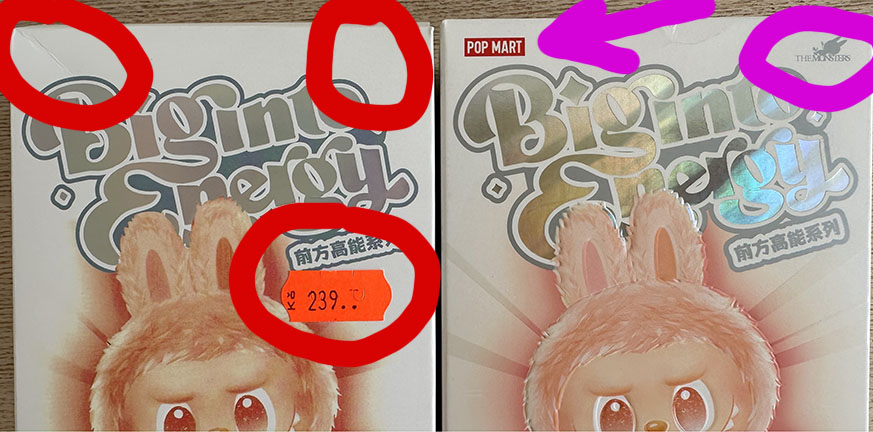 Big into
Energy
前方高能系列
Kč 239..
POP MART
THE MONSTERS
Big into
Energy
前方高能系列